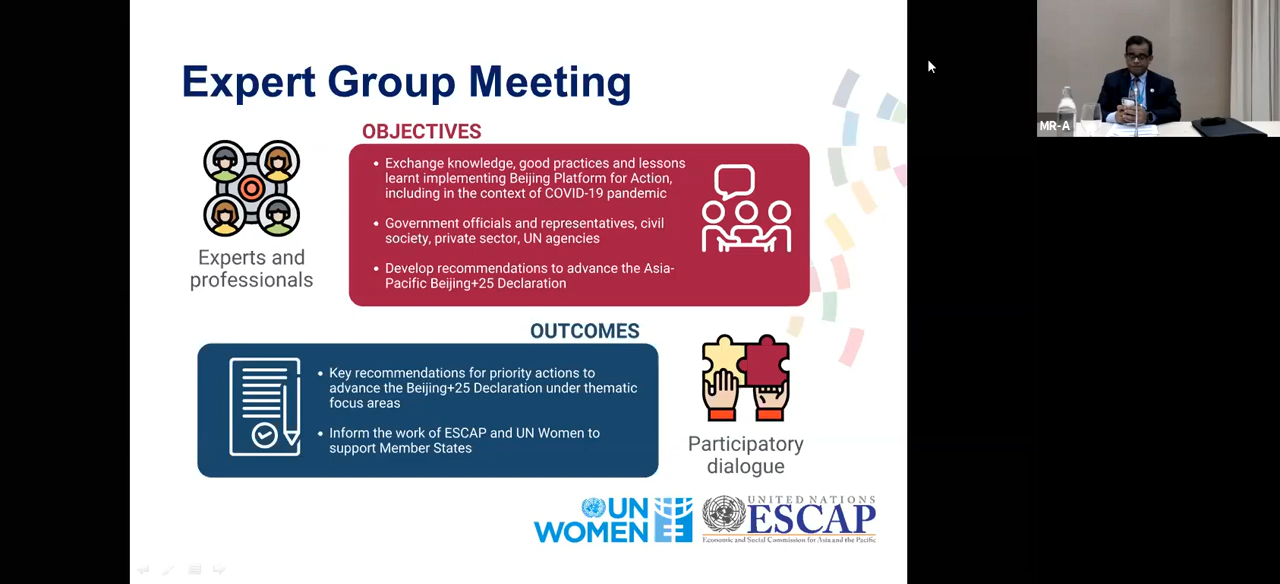 Expert Group Meeting
OBJECTIVES
• Exchange knowledge, good practices and lessons
learnt implementing Beijing Platform for Action,
including in the context of COVID-19 pandemic
• Government officials and representatives, civil
society, private sector, UN agencies
• Develop recommendations to advance the Asia-
Pacific Beijing+25 Declaration
Experts and
professionals
OUTCOMES
• Key recommendations for priority actions to
advance the Beijing+25 Declaration under thematic
focus areas
• Inform the work of ESCAP and UN Women to
support Member States
Participatory
dialogue
UN
WOMEN
UNITED NATIONS
ESCAP
Economic and Social Commission for Asia and the Pacific
MR-A